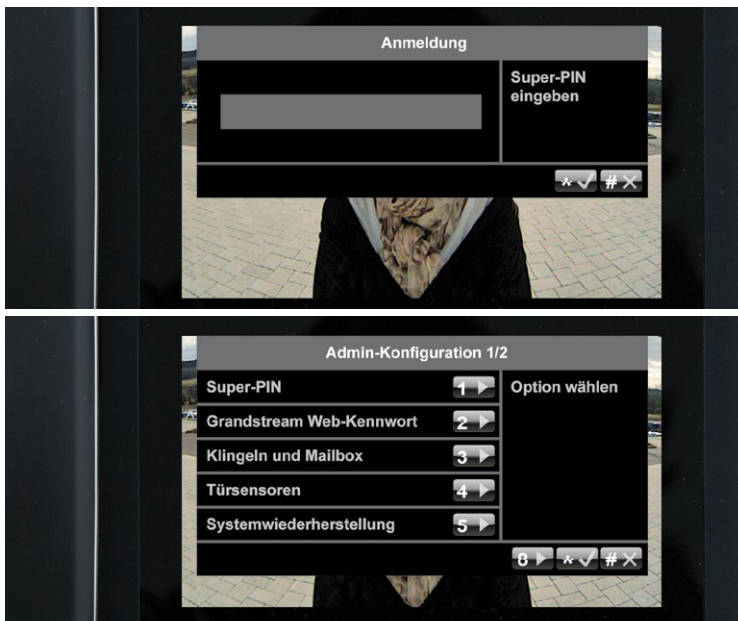 Anmeldung
Super-PIN
eingeben
* ✓ # X
Admin-Konfiguration 1/2
Super-PIN 1 ▶ Option wählen
Grandstream Web-Kennwort 2 ▶
Klingeln und Mailbox 3 ▶
Türsensoren 4 ▶
Systemwiederherstellung 5 ▶
8 ▶ * ✓ # X